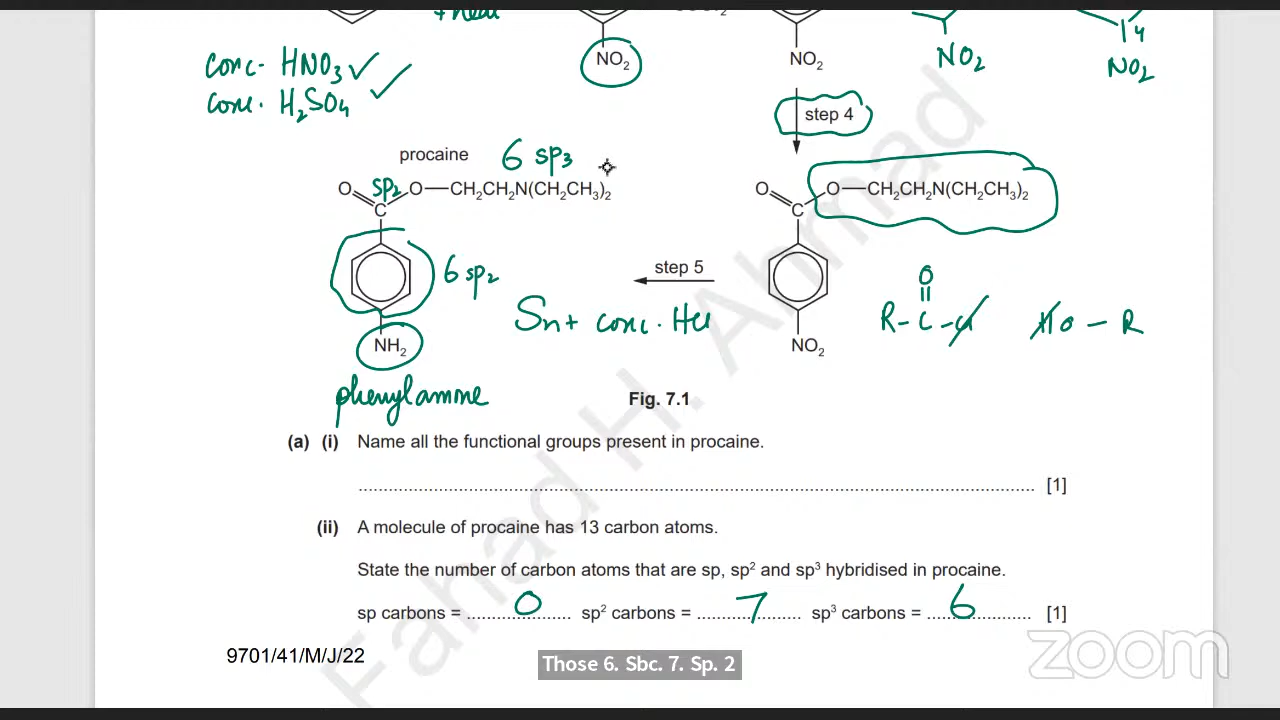 + heat
conc. HNO3 ✓
conc. H2SO4 ✓
NO2
NO2
NO2
14
NO2
step 4
procaine 6 sp3
O sp2 O—CH2CH2N(CH2CH3)2
C
O O—CH2CH2N(CH2CH3)2
C
6 sp2
step 5
Sn + conc. HCl
O
R - C - Cl HO - R
NH2
NO2
phenylamine
Fig. 7.1
(a) (i) Name all the functional groups present in procaine.
[1]
(ii) A molecule of procaine has 13 carbon atoms.
State the number of carbon atoms that are sp, sp² and sp³ hybridised in procaine.
sp carbons = 0 sp² carbons = 7 sp³ carbons = 6 [1]
9701/41/M/J/22
Those 6. Sbc. 7. Sp. 2
zoom
Fahad H. Ahmad